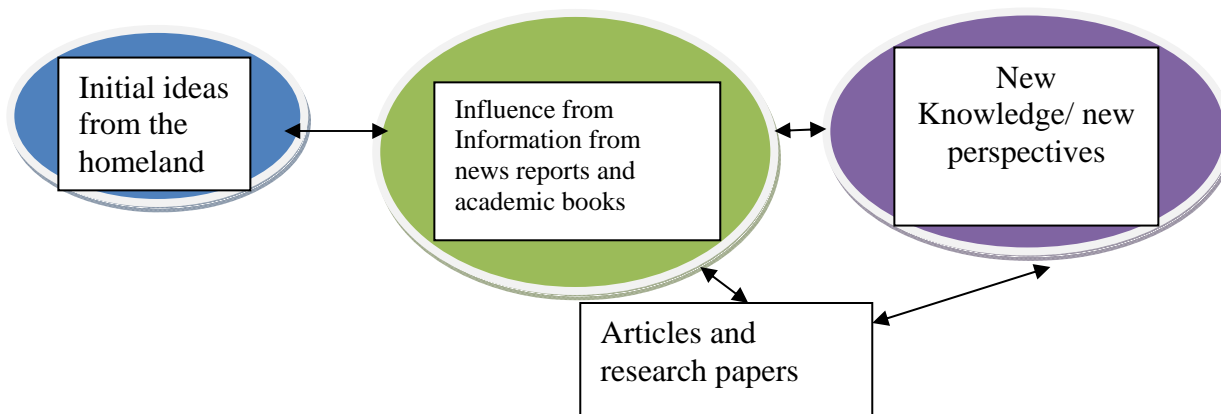 Initial ideas
from the
homeland
Influence from
Information from
news reports and
academic books
New
Knowledge/ new
perspectives
Articles and
research papers